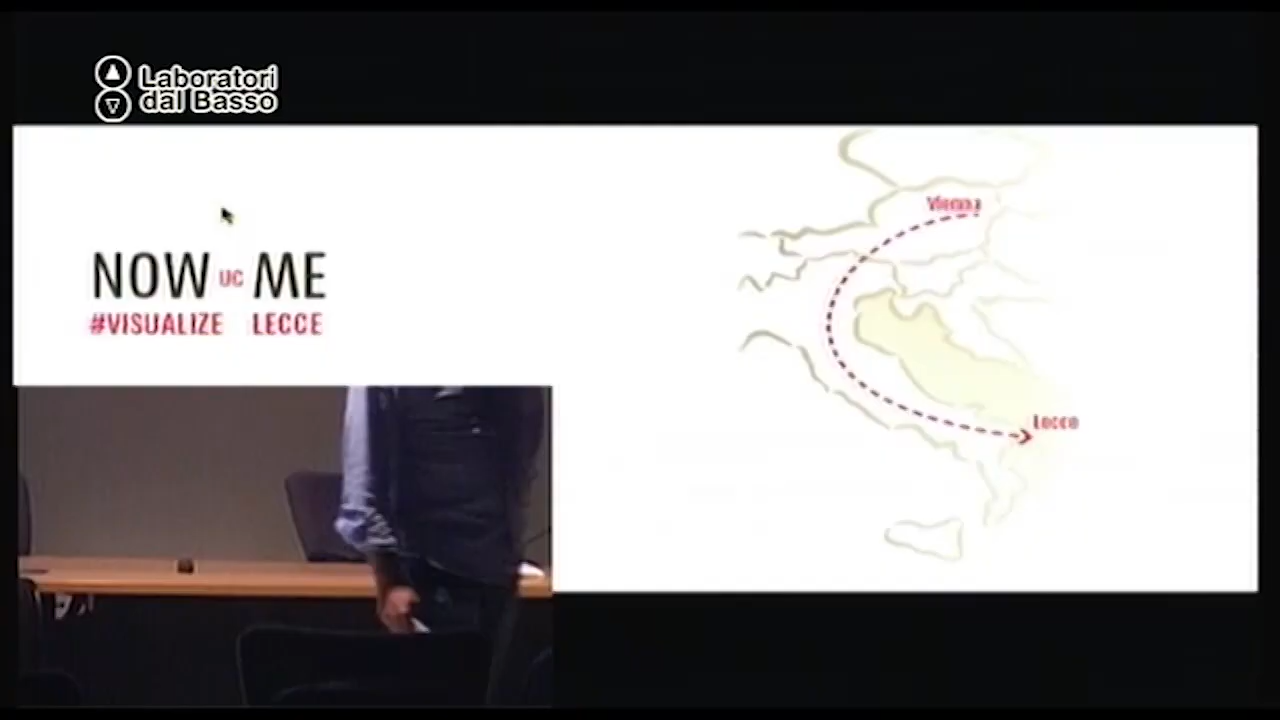 Laboratori
dal Basso
Vienna
NOW UC ME
#VISUALIZE LECCE
Lecce